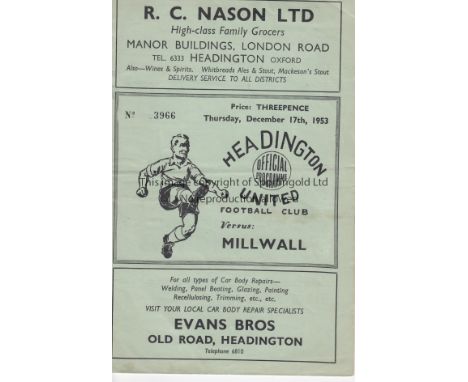 R. C. NASON LTD
High-class Family Grocers
MANOR BUILDINGS, LONDON ROAD
TEL. 6333 HEADINGTON OXFORD
Also—Wines & Spirits, Whitbreads Ales & Stout, Mackeson's Stout
DELIVERY SERVICE TO ALL DISTRICTS
Nº 3966
Price: THREEPENCE
Thursday, December 17th, 1953
HEADINGTON
OFFICIAL
PROGRAMME
UNITED
FOOTBALL CLUB
Versus:
MILLWALL
This image is Copyright of SportingGold Ltd
No reproduction allowed
For all types of Car Body Repairs—
Welding, Panel Beating, Glazing, Painting
Recellulosing, Trimming, etc., etc.
VISIT YOUR LOCAL CAR BODY REPAIR SPECIALISTS
EVANS BROS
OLD ROAD, HEADINGTON
Telephone 6810